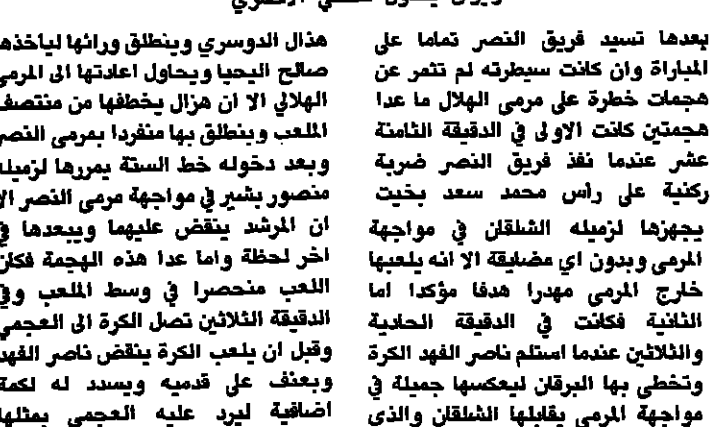 بعدها تسيد فريق النصر تماما على
المباراة وان كانت سيطرته لم تثمر عن
هجمات خطرة على مرمى الهلال ما عدا
هجمتين كانت الاولى في الدقيقة الثامنة
عشر عندما نفذ فريق النصر ضربة
ركنية على راس محمد سعد بخيت
يجهزها لزميله الشلقان في مواجهة
المرمى وبدون اي مضايقة الا انه يلعبها
خارج المرمى مهدرا هدفا مؤكدا اما
الثانية فكانت في الدقيقة الحادية
والثلاثين عندما استلم ناصر الفهد الكرة
وتخطى بها البرقان ليعكسها جميلة في
مواجهة المرمى يقابلها الشلقان والذي
هذال الدوسري وينطلق ورائها لياخذها
صالح اليحيا ويحاول اعادتها الى المرمى
الهلالي الا ان هزال يخطفها من منتصف
الملعب وينطلق بها منفردا بمرمى النصر
وبعد دخوله خط الستة يمررها لزميله
منصور بشير في مواجهة مرمى النصر الا
ان المرشد ينقض عليهما ويبعدها في
اخر لحظة واما عدا هذه الهجمة فكان
اللعب منحصرا في وسط الملعب وفي
الدقيقة الثلاثين تصل الكرة الى العجمي
وقبل ان يلعب الكرة ينقض ناصر الفهد
وبعنف على قدميه ويسدد له لكمة
اضافية ليرد عليه العجمي بمثلها